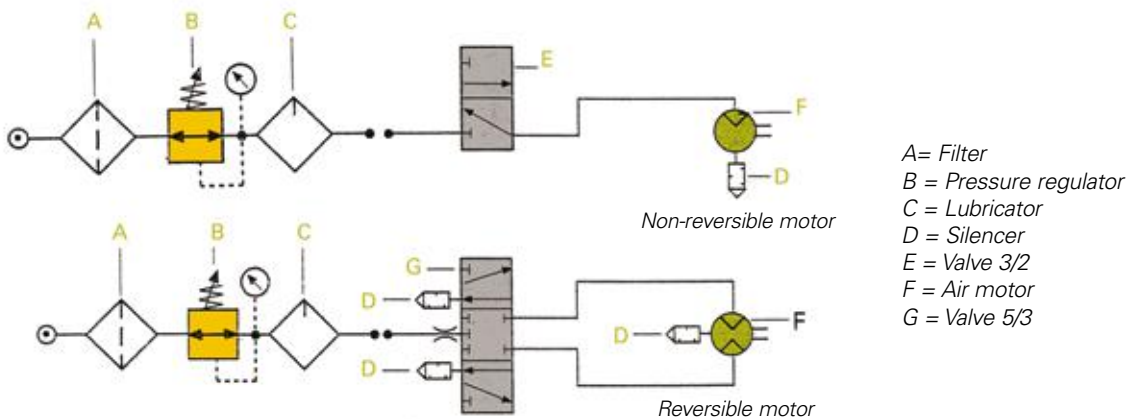 A B C
E
F
D
Non-reversible motor
A B C
G
D
D
D
F
Reversible motor
A= Filter
B = Pressure regulator
C = Lubricator
D = Silencer
E = Valve 3/2
F = Air motor
G = Valve 5/3